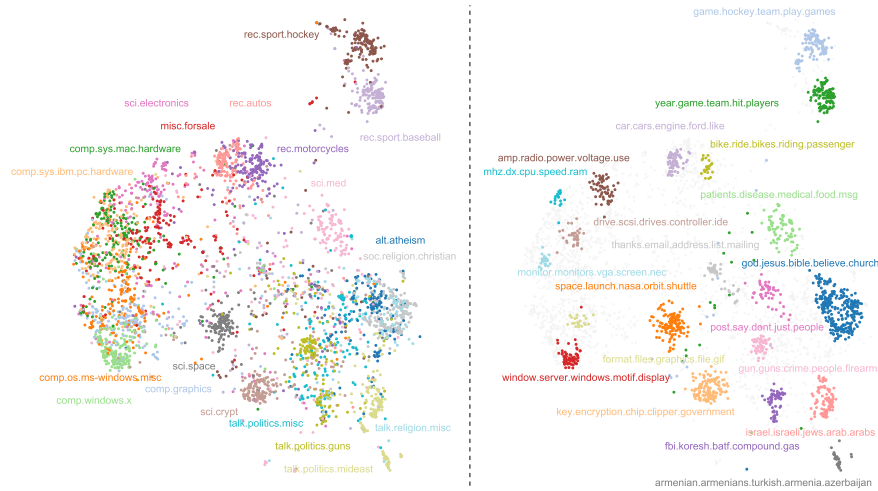 rec.sport.hockey
sci.electronics
rec.autos
misc.forsale
rec.sport.baseball
comp.sys.mac.hardware
rec.motorcycles
comp.sys.ibm.pc.hardware
sci.med
alt.atheism
soc.religion.christian
sci.space
comp.os.ms-windows.misc
comp.graphics
comp.windows.x
sci.crypt
talk.politics.misc
talk.religion.misc
talk.politics.guns
talk.politics.mideast
game.hockey.team.play.games
year.game.team.hit.players
car.cars.engine.ford.like
bike.ride.bikes.riding.passenger
amp.radio.power.voltage.use
mhz.dx.cpu.speed.ram
patients.disease.medical.food.msg
drive.scsi.drives.controller.ide
thanks.email.address.list.mailing
god.jesus.bible.believe.church
monitor.monitors.vga.screen.nec
space.launch.nasa.orbit.shuttle
post.say.dont.just.people
format.files.graphics.file.gif
gun.guns.crime.people.firearm
window.server.windows.motif.display
key.encryption.chip.clipper.government
israel.israeli.jews.arab.arabs
fbi.koresh.batf.compound.gas
armenian.armenians.turkish.armenia.azerbaijan